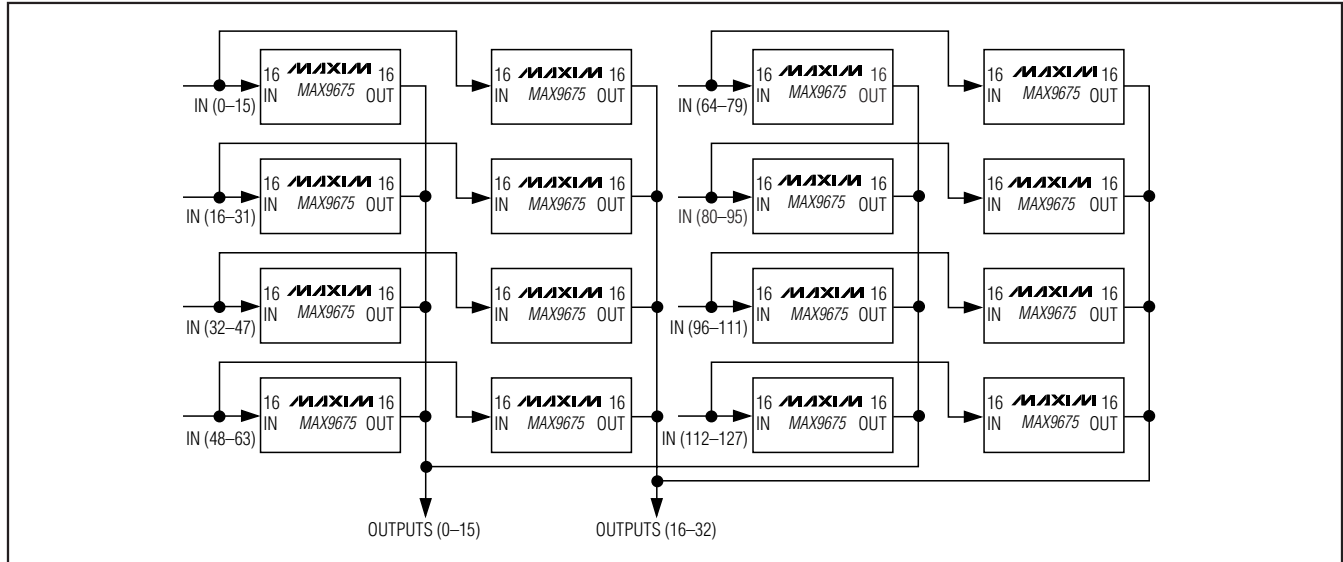 16 MAXIM 16
IN MAX9675 OUT
16 MAXIM 16
IN MAX9675 OUT
16 MAXIM 16
IN MAX9675 OUT
16 MAXIM 16
IN MAX9675 OUT
IN (0–15)
IN (64–79)
16 MAXIM 16
IN MAX9675 OUT
16 MAXIM 16
IN MAX9675 OUT
16 MAXIM 16
IN MAX9675 OUT
16 MAXIM 16
IN MAX9675 OUT
IN (16–31)
IN (80–95)
16 MAXIM 16
IN MAX9675 OUT
16 MAXIM 16
IN MAX9675 OUT
16 MAXIM 16
IN MAX9675 OUT
16 MAXIM 16
IN MAX9675 OUT
IN (32–47)
IN (96–111)
16 MAXIM 16
IN MAX9675 OUT
16 MAXIM 16
IN MAX9675 OUT
16 MAXIM 16
IN MAX9675 OUT
16 MAXIM 16
IN MAX9675 OUT
IN (48–63)
IN (112–127)
OUTPUTS (0–15)
OUTPUTS (16–32)